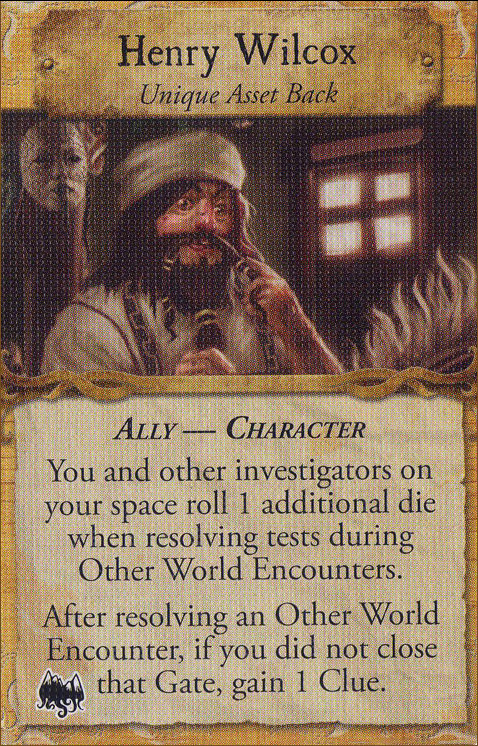 Henry Wilcox
Unique Asset Back
Ally — Character
You and other investigators on
your space roll 1 additional die
when resolving tests during
Other World Encounters.
After resolving an Other World
Encounter, if you did not close
that Gate, gain 1 Clue.